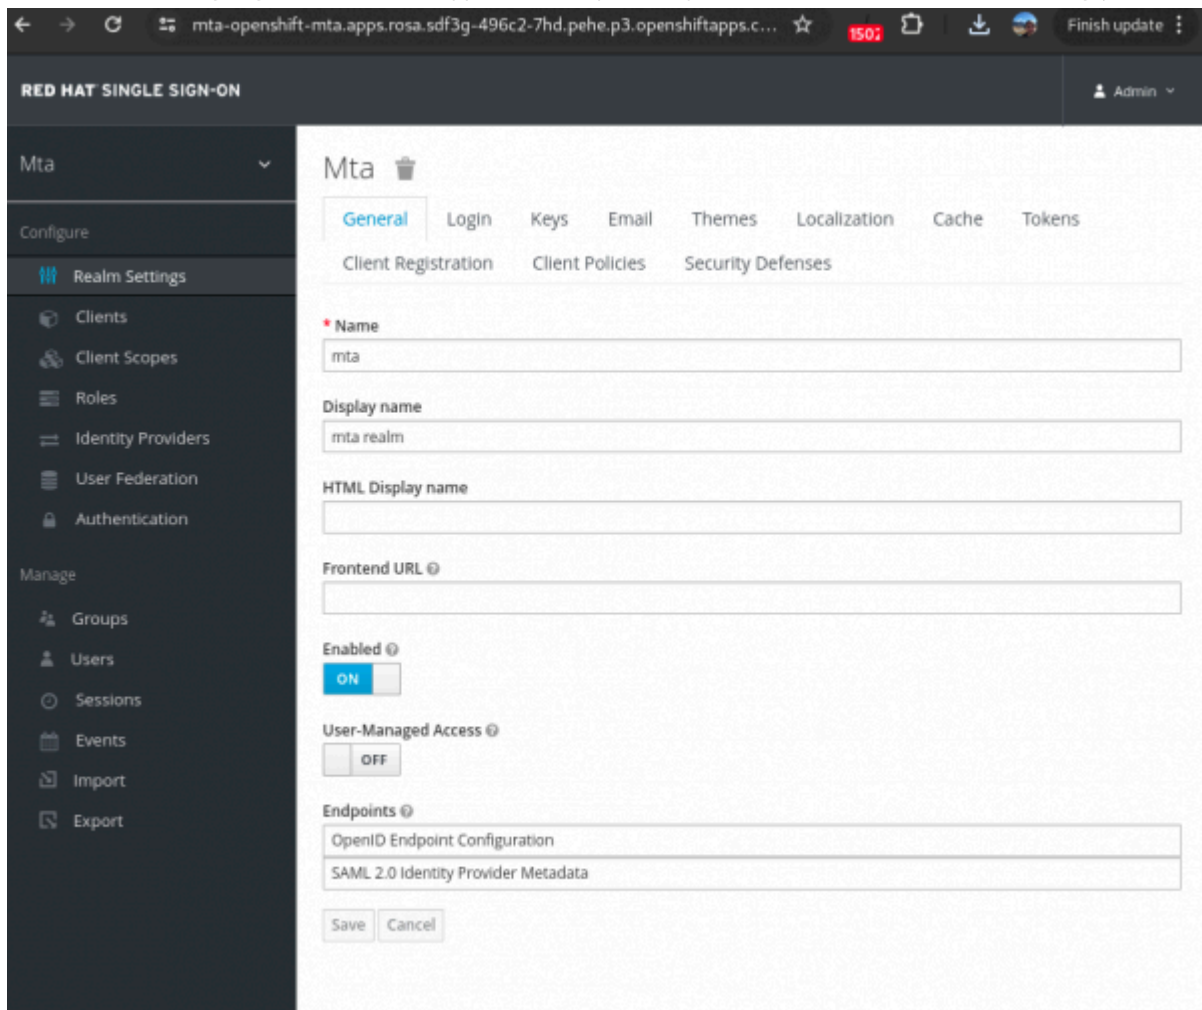 mta-openshift-mta.apps.rosa.sdf3g-496c2-7hd.pehe.p3.openshiftapps.c...
Finish update
RED HAT SINGLE SIGN-ON
Admin
Mta
Configure
Realm Settings
Clients
Client Scopes
Roles
Identity Providers
User Federation
Authentication
Manage
Groups
Users
Sessions
Events
Import
Export
Mta
General Login Keys Email Themes Localization Cache Tokens
Client Registration Client Policies Security Defenses
* Name
mta
Display name
mta realm
HTML Display name
Frontend URL
Enabled
ON
User-Managed Access
OFF
Endpoints
OpenID Endpoint Configuration
SAML 2.0 Identity Provider Metadata
Save Cancel